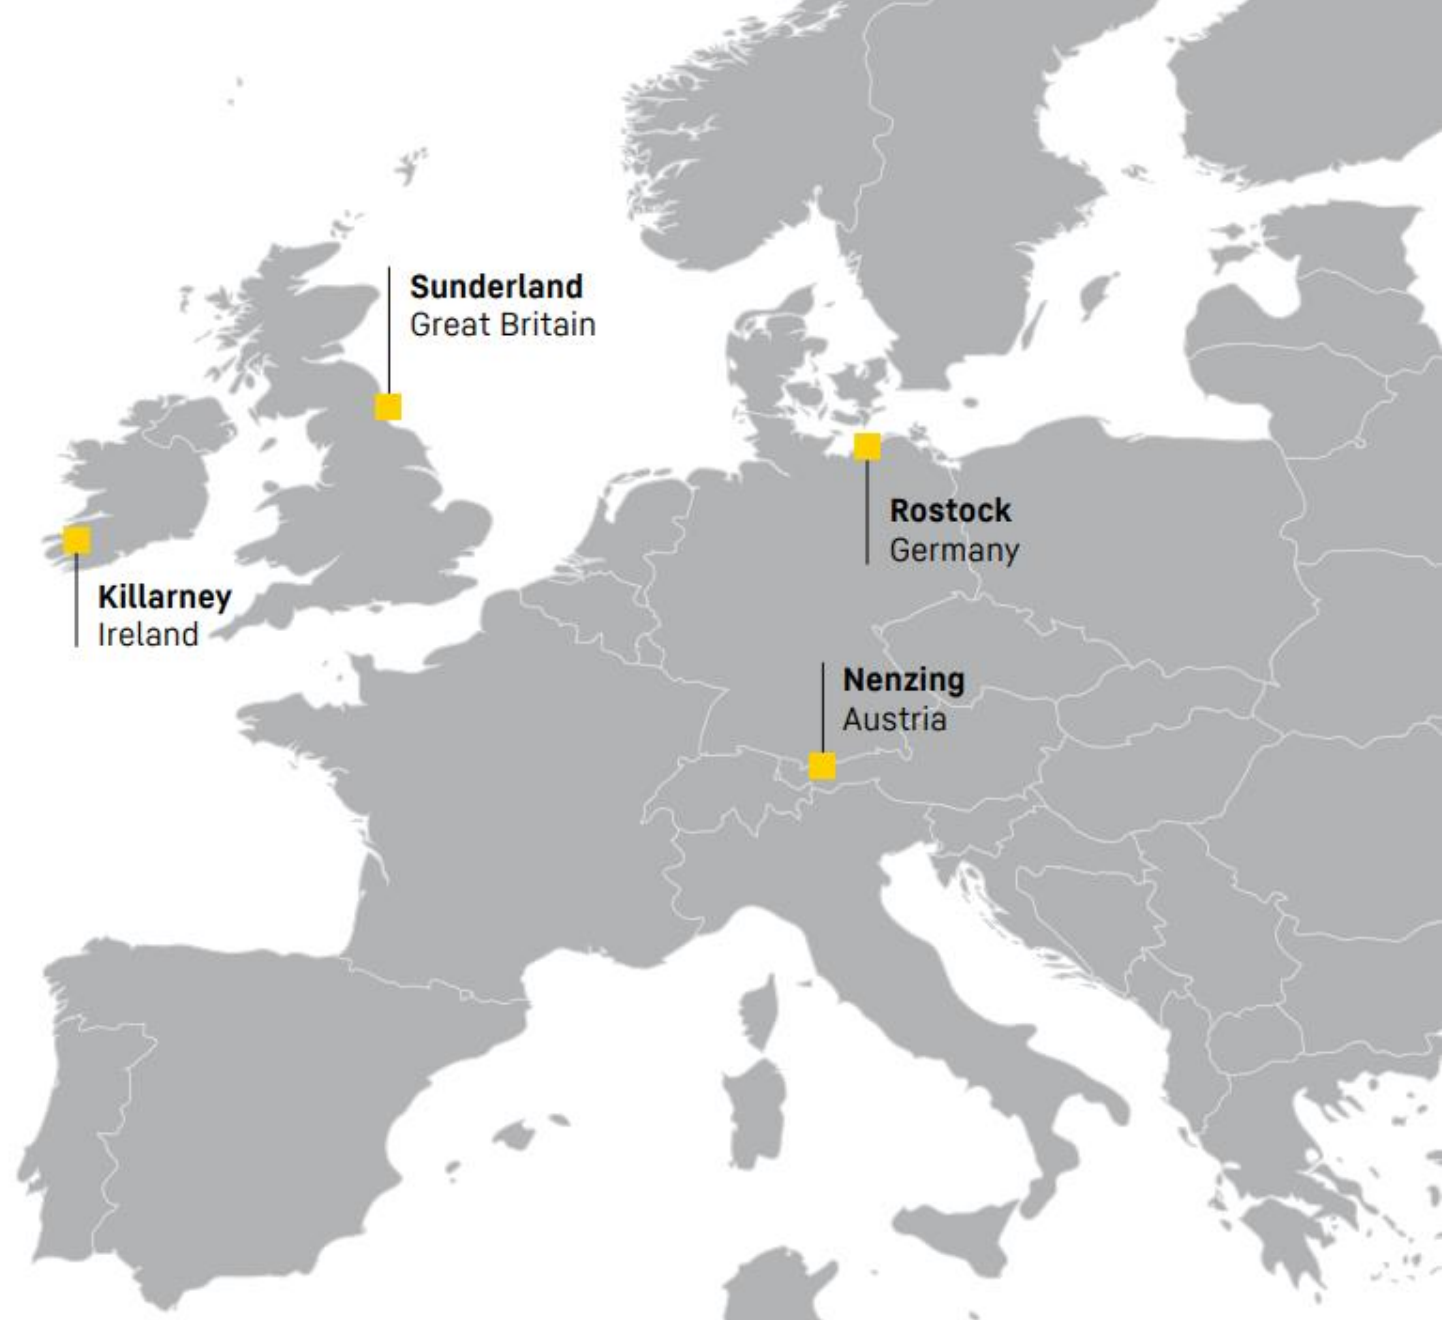 Sunderland
Great Britain
Rostock
Germany
Killarney
Ireland
Nenzing
Austria